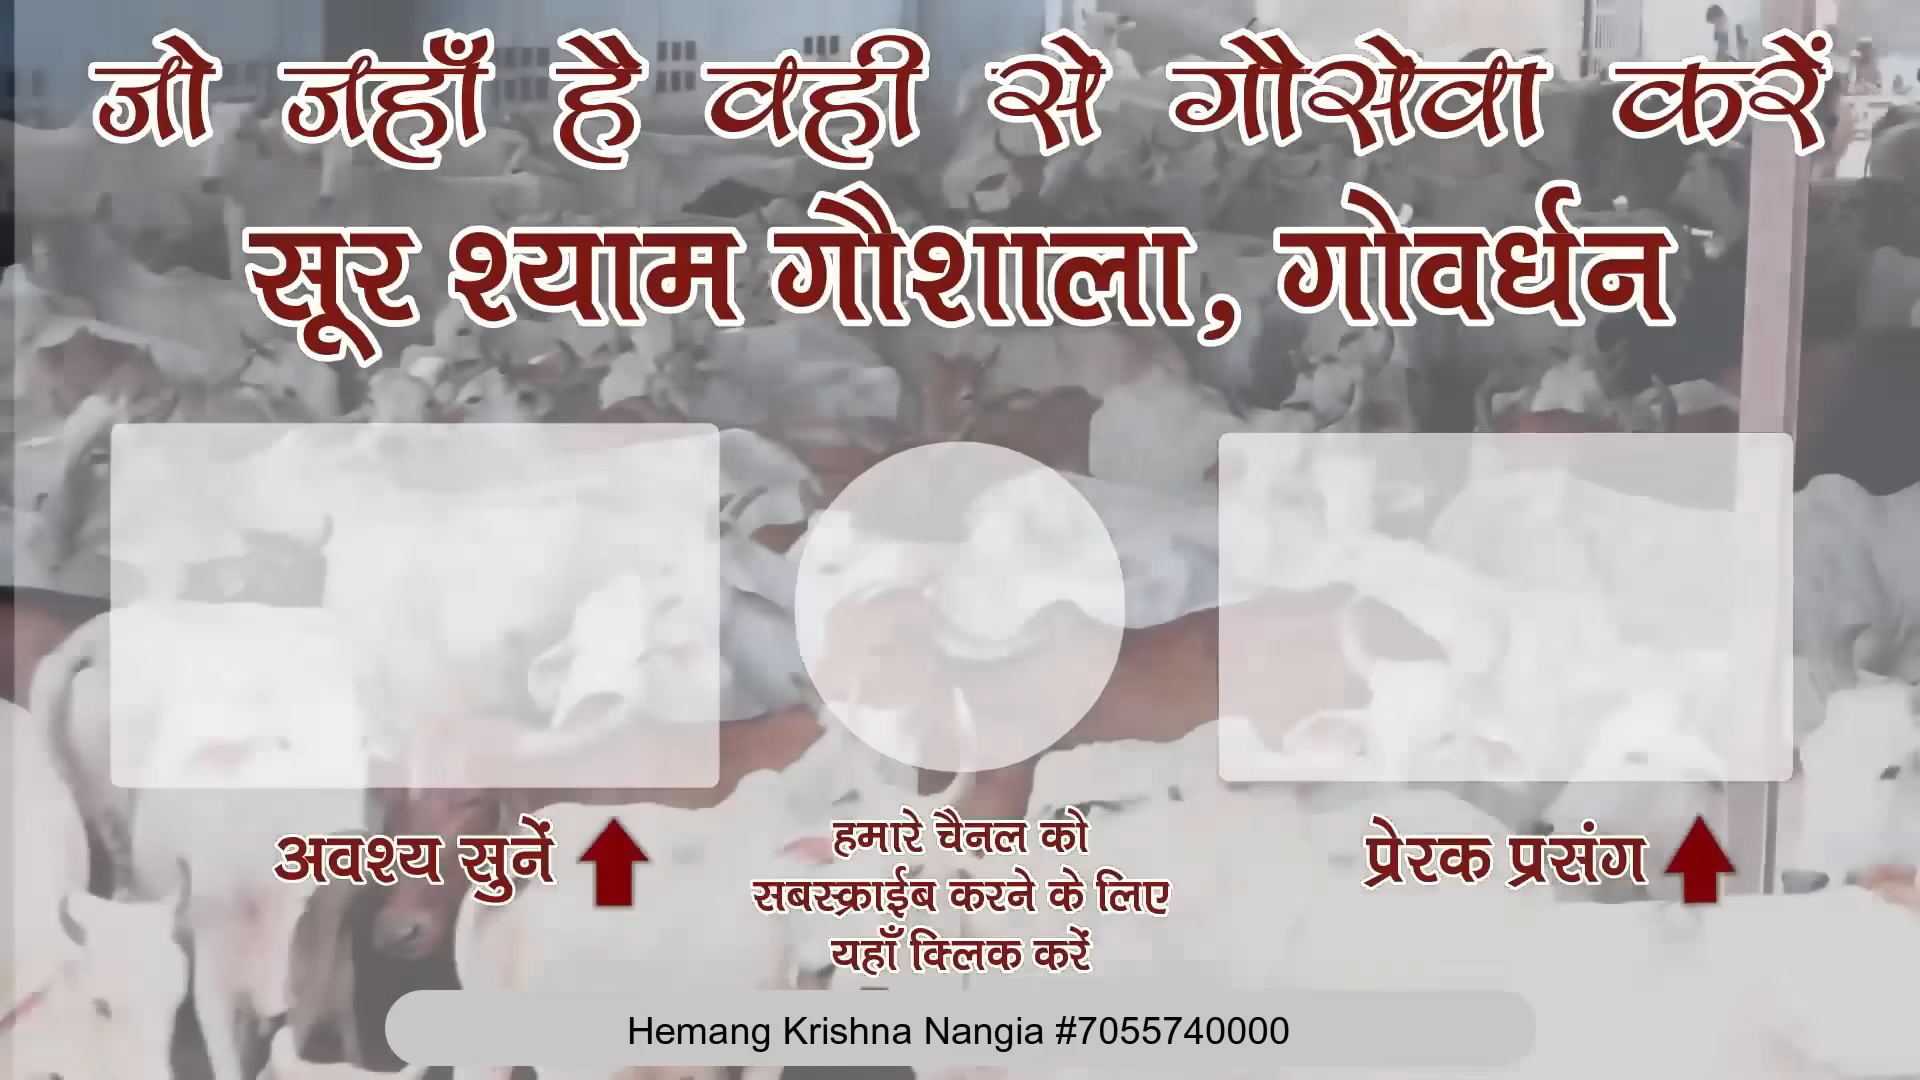 जो जहाँ है वही से गौसेवा करें
सूर श्याम गौशाला, गोवर्धन
अवश्य सुनें
हमारे चैनल को
सबस्क्राईब करने के लिए
यहाँ क्लिक करें
प्रेरक प्रसंग
Hemang Krishna Nangia #7055740000